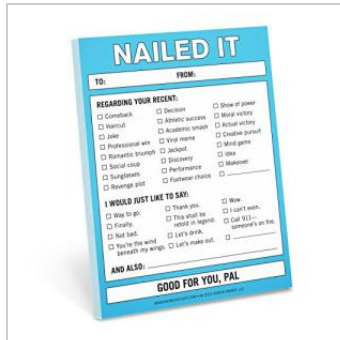 NAILED IT
TO: FROM:
REGARDING YOUR RECENT:
Comeback
Haircut
Joke
Professional win
Romantic triumph
Social coup
Sunglasses
Revenge plot
Decision
Athletic success
Academic smash
Viral meme
Jackpot
Discovery
Performance
Footwear choice
Show of power
Moral victory
Actual victory
Creative pursuit
Mind game
Idea
Makeover
I WOULD JUST LIKE TO SAY:
Way to go.
Finally.
Not bad.
You're the wind
beneath my wings.
Thank you.
This shall be
retold in legend.
Let's drink.
Let's make out.
Wow.
I can't even.
Call 911—
someone's on fire.
AND ALSO:
GOOD FOR YOU, PAL